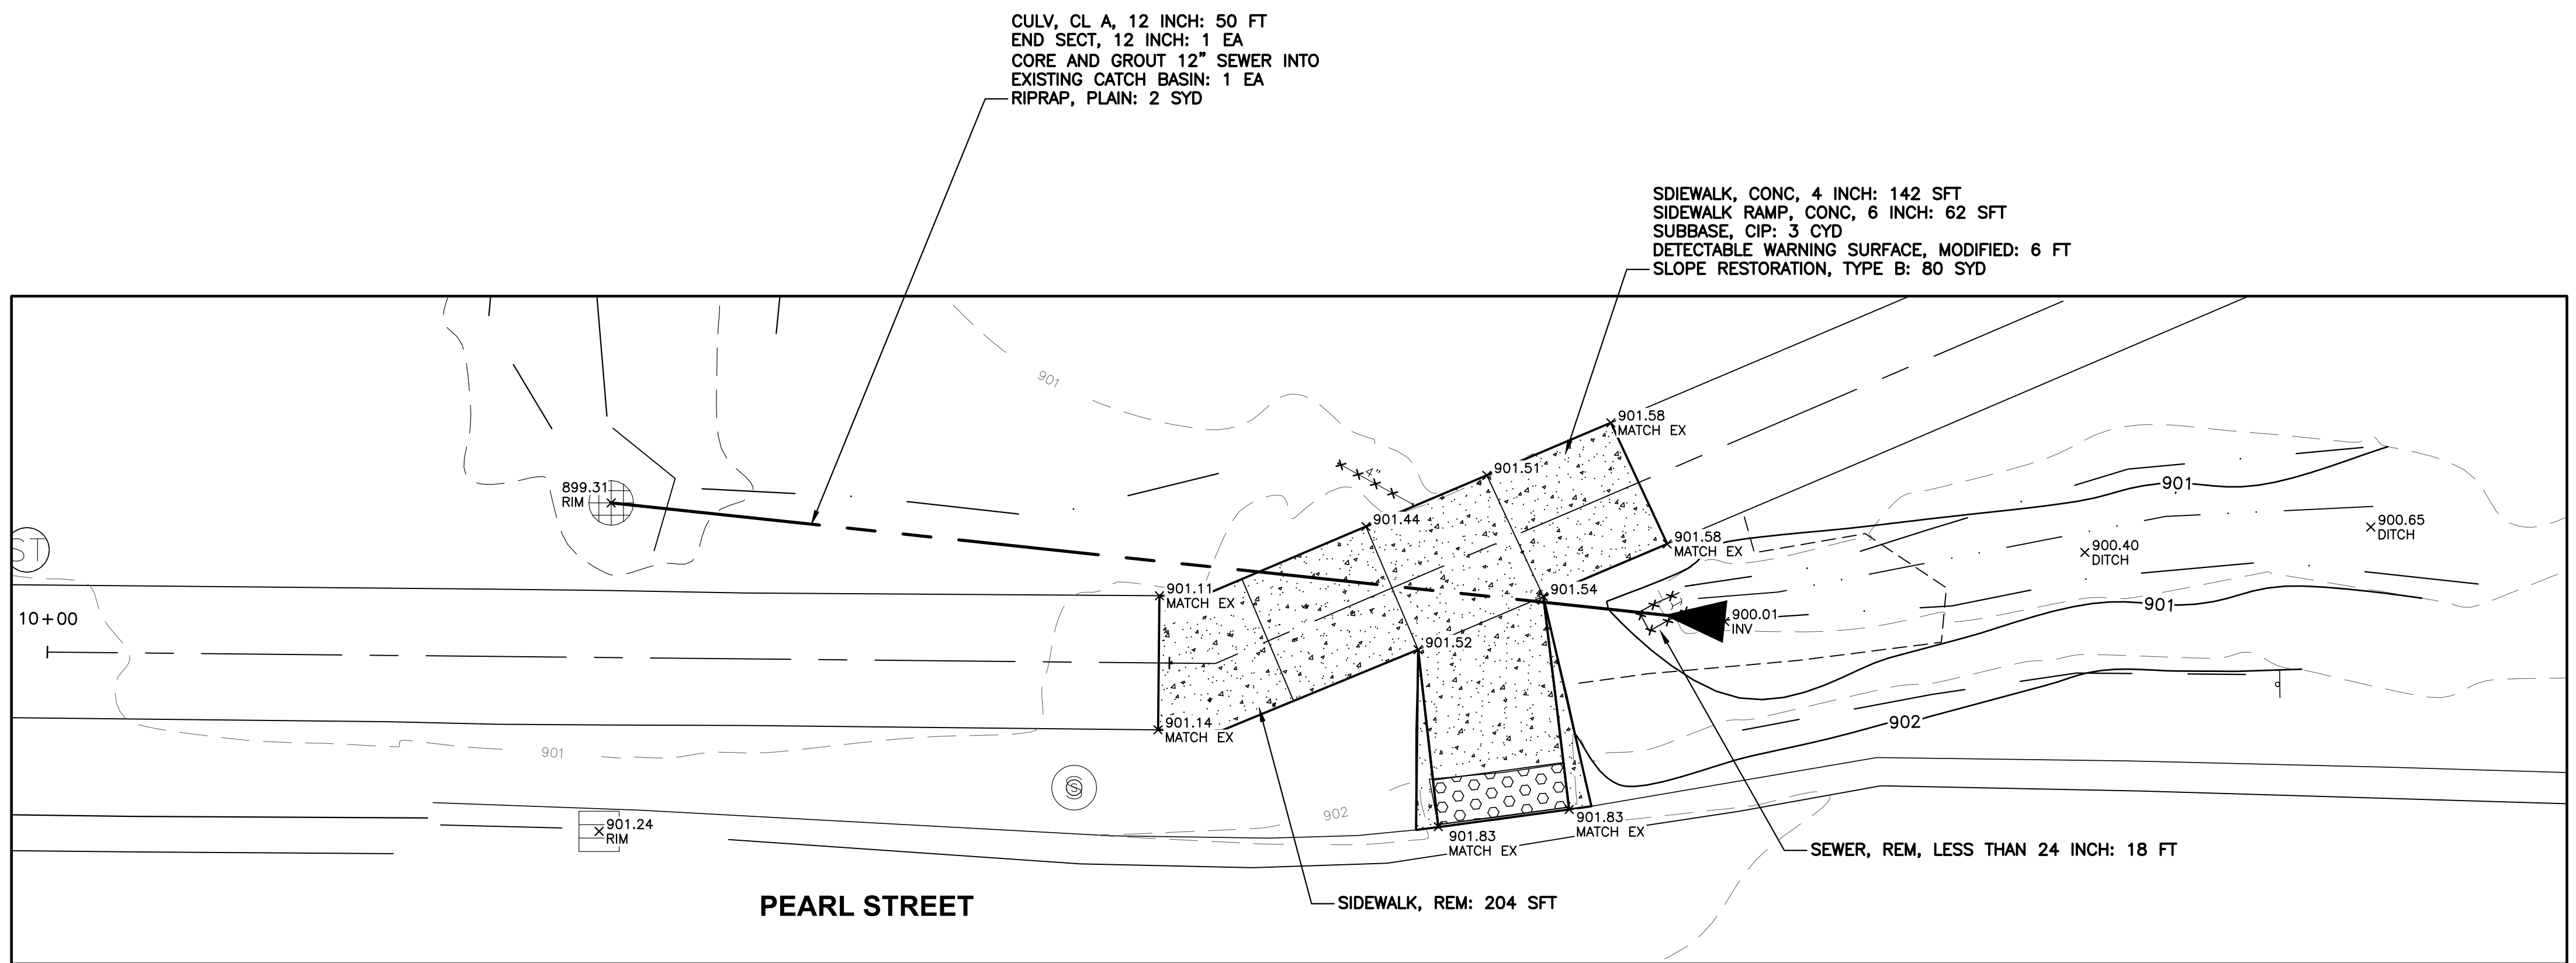 CULV, CL A, 12 INCH: 50 FT
END SECT, 12 INCH: 1 EA
CORE AND GROUT 12" SEWER INTO
EXISTING CATCH BASIN: 1 EA
RIPRAP, PLAIN: 2 SYD
SDIEWALK, CONC, 4 INCH: 142 SFT
SIDEWALK RAMP, CONC, 6 INCH: 62 SFT
SUBBASE, CIP: 3 CYD
DETECTABLE WARNING SURFACE, MODIFIED: 6 FT
SLOPE RESTORATION, TYPE B: 80 SYD
901
901.58
MATCH EX
4"
901.51
901
899.31
RIM
901.44
900.65
DITCH
ST
901.58
MATCH EX
900.40
DITCH
901.11
MATCH EX
901.54
901
10+00
900.01
INV
901.52
901.14
MATCH EX
902
901
S
902
901.24
RIM
901.83
MATCH EX
901.83
MATCH EX
SEWER, REM, LESS THAN 24 INCH: 18 FT
PEARL STREET
SIDEWALK, REM: 204 SFT